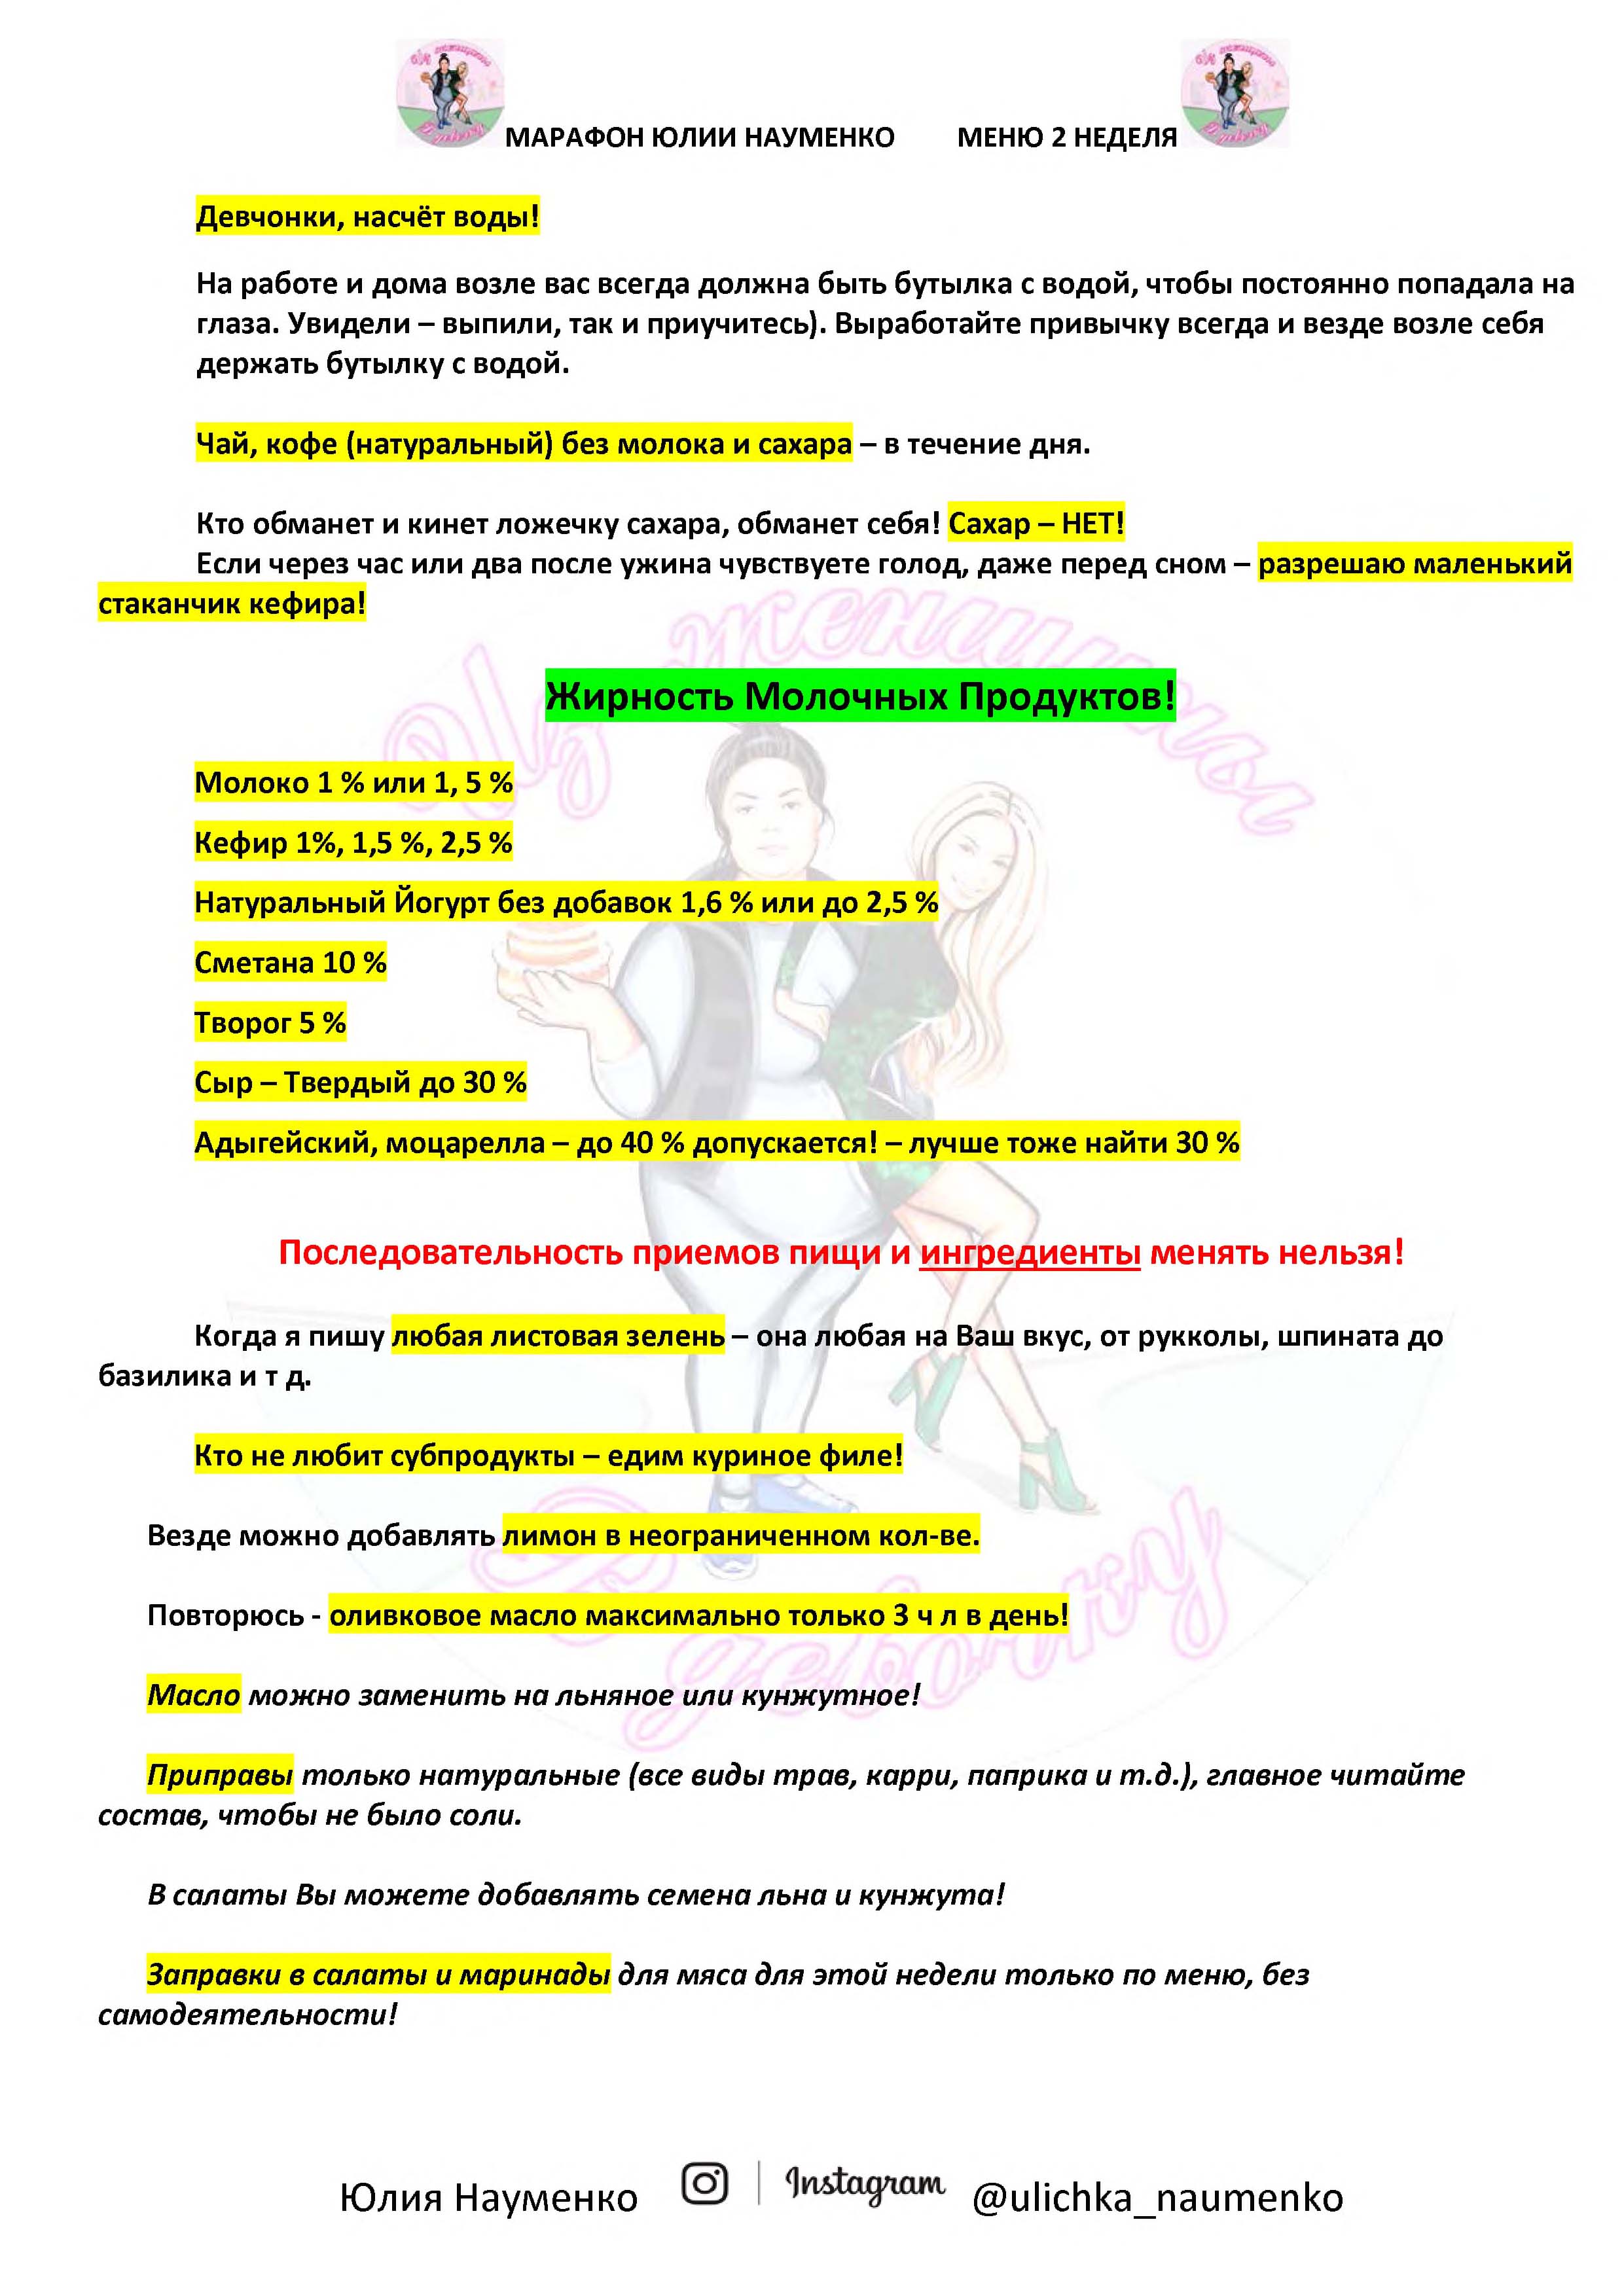 МАРАФОН ЮЛИИ НАУМЕНКО МЕНЮ 2 НЕДЕЛЯ
Девчонки, насчёт воды!
На работе и дома возле вас всегда должна быть бутылка с водой, чтобы постоянно попадала на
глаза. Увидели – выпили, так и приучитесь). Выработайте привычку всегда и везде возле себя
держать бутылку с водой.
Чай, кофе (натуральный) без молока и сахара – в течение дня.
Кто обманет и кинет ложечку сахара, обманет себя! Сахар – НЕТ!
Если через час или два после ужина чувствуете голод, даже перед сном – разрешаю маленький
стаканчик кефира!
Из женщины
Жирность Молочных Продуктов!
Молоко 1 % или 1, 5 %
Кефир 1%, 1,5 %, 2,5 %
Натуральный Йогурт без добавок 1,6 % или до 2,5 %
Сметана 10 %
Творог 5 %
Сыр – Твердый до 30 %
Адыгейский, моцарелла – до 40 % допускается! – лучше тоже найти 30 %
Последовательность приемов пищи и ингредиенты менять нельзя!
Когда я пишу любая листовая зелень – она любая на Ваш вкус, от рукколы, шпината до
базилика и т д.
Кто не любит субпродукты – едим куриное филе!
Везде можно добавлять лимон в неограниченном кол-ве.
Повторюсь - оливковое масло максимально только 3 ч л в день!
В девочку
Масло можно заменить на льняное или кунжутное!
Приправы только натуральные (все виды трав, карри, паприка и т.д.), главное читайте
состав, чтобы не было соли.
В салаты Вы можете добавлять семена льна и кунжута!
Заправки в салаты и маринады для мяса для этой недели только по меню, без
самодеятельности!
Юлия Науменко Instagram @ulichka_naumenko